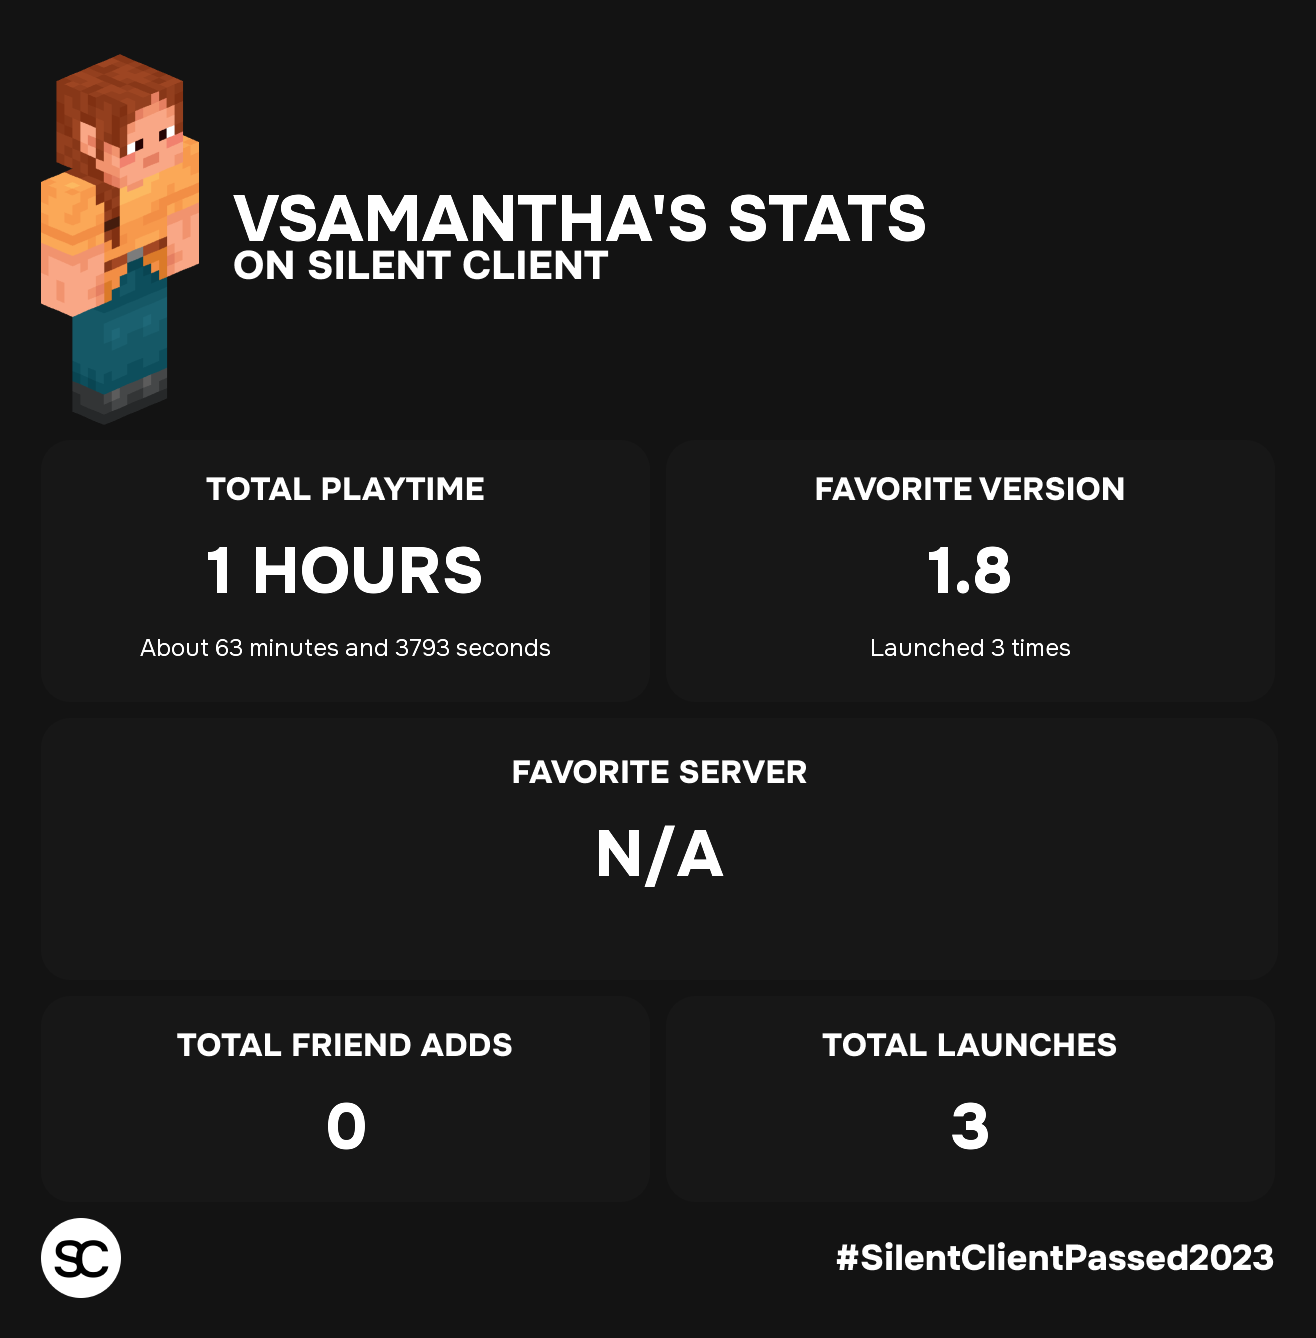 VSAMANTHA'S STATS
ON SILENT CLIENT
TOTAL PLAYTIME
1 HOURS
About 63 minutes and 3793 seconds
FAVORITE VERSION
1.8
Launched 3 times
FAVORITE SERVER
N/A
TOTAL FRIEND ADDS
0
TOTAL LAUNCHES
3
SC
#SilentClientPassed2023